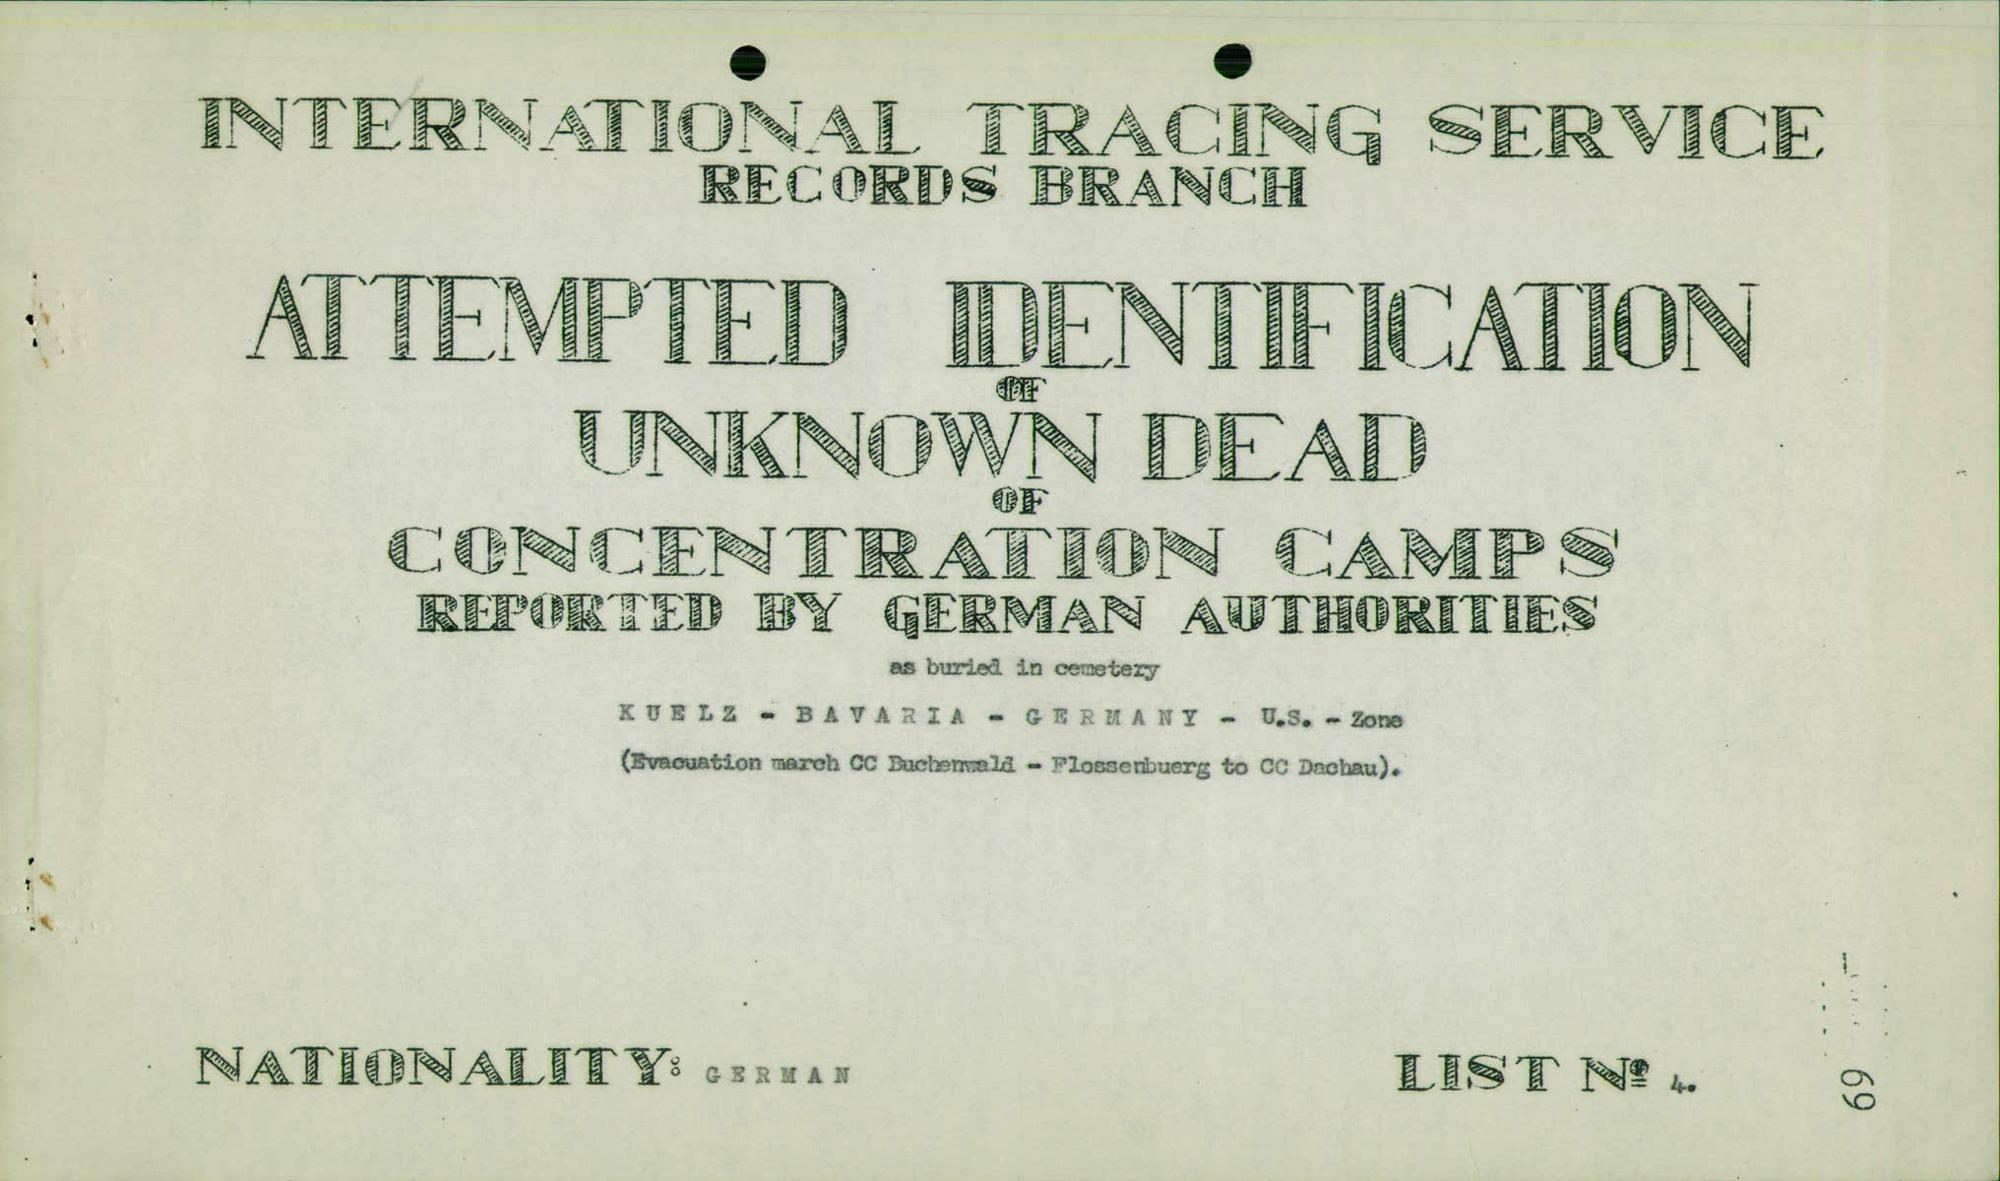 INTERNATIONAL TRACING SERVICE
RECORDS BRANCH
ATTEMPTED IDENTIFICATION
OF
UNKNOWN DEAD
OF
CONCENTRATION CAMPS
REPORTED BY GERMAN AUTHORITIES
as buried in cemetery
KUELZ - BAVARIA - GERMANY - U.S. - Zone
(Evacuation march CC Buchenwald - Flossenbuerg to CC Dachau).
NATIONALITY: GERMAN
LIST Nº 4.
69